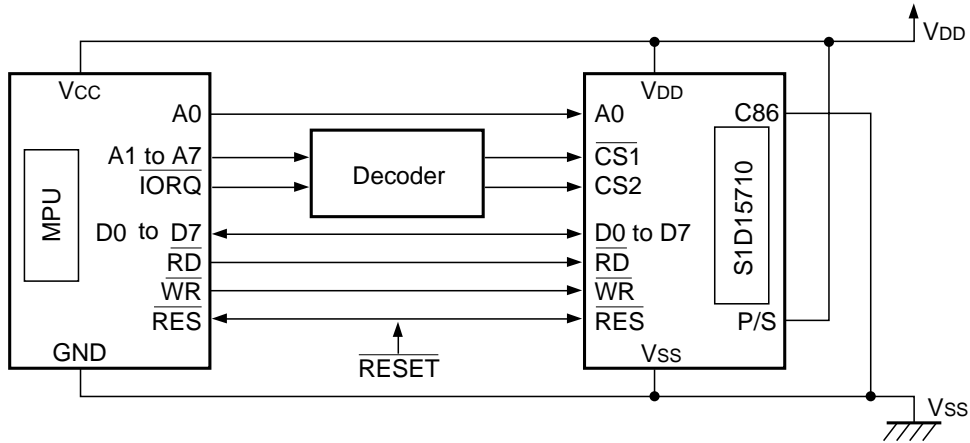 VDD
VCC
VDD
A0
A0
C86
A1 to A7
Decoder
CS1
IORQ
CS2
MPU
S1D15710
D0 to D7
D0 to D7
RD
RD
WR
WR
RES
RES
P/S
RESET
GND
VSS
VSS